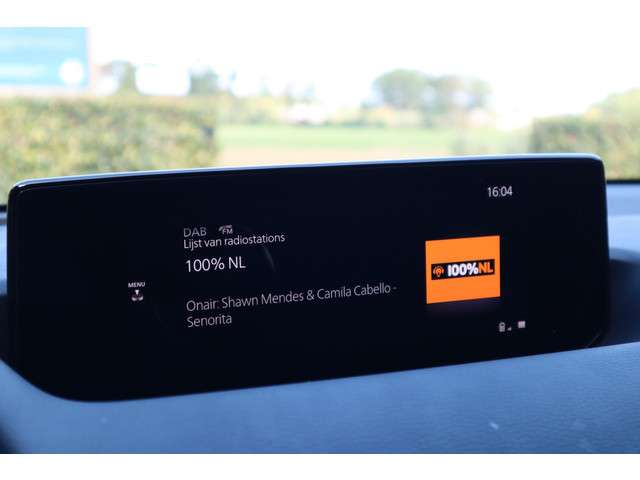 16:04
DAB FM
Lijst van radiostations
100% NL
MENU
Onair: Shawn Mendes & Camila Cabello -
Senorita
100%NL